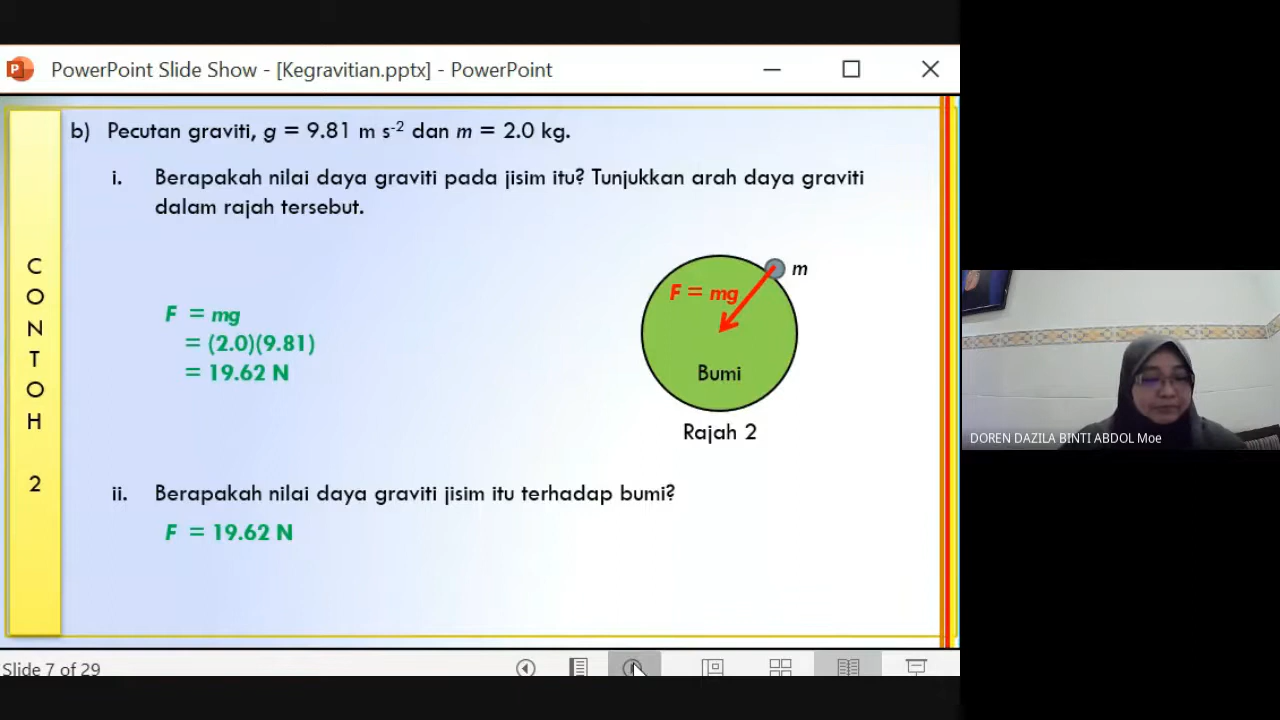 PowerPoint Slide Show - [Kegravitian.pptx] - PowerPoint
b) Pecutan graviti, g = 9.81 m s⁻² dan m = 2.0 kg.
i. Berapakah nilai daya graviti pada jisim itu? Tunjukkan arah daya graviti
dalam rajah tersebut.
F = mg
= (2.0)(9.81)
= 19.62 N
m
F = mg
Bumi
Rajah 2
ii. Berapakah nilai daya graviti jisim itu terhadap bumi?
F = 19.62 N
C
O
N
T
O
H
2
Slide 7 of 29
DOREN DAZILA BINTI ABDOL Moe